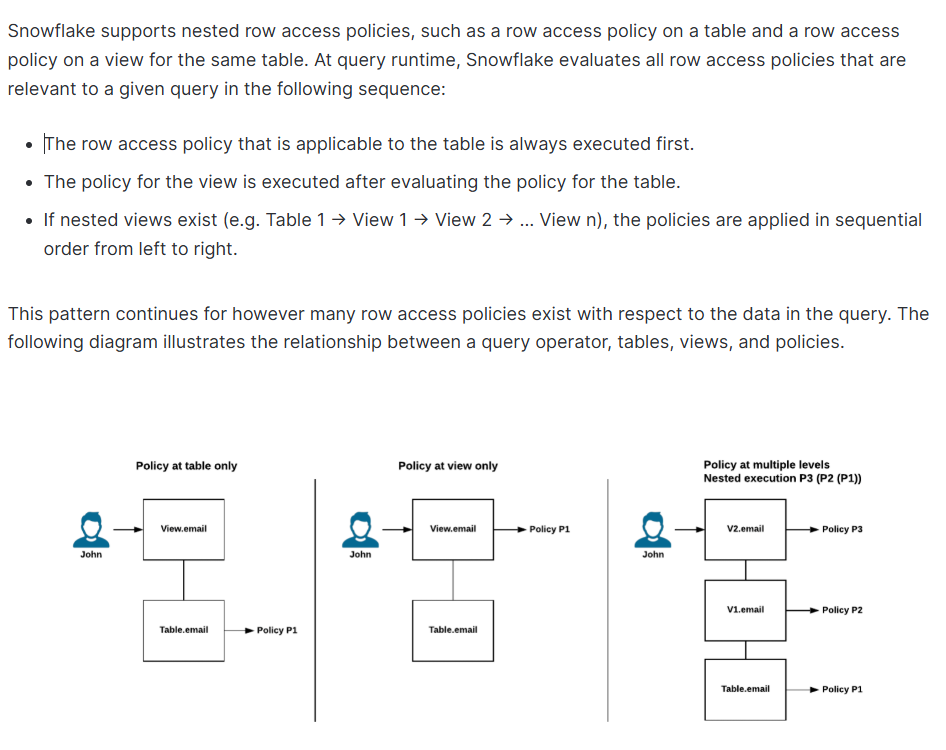 Snowflake supports nested row access policies, such as a row access policy on a table and a row access
policy on a view for the same table. At query runtime, Snowflake evaluates all row access policies that are
relevant to a given query in the following sequence:
• The row access policy that is applicable to the table is always executed first.
• The policy for the view is executed after evaluating the policy for the table.
• If nested views exist (e.g. Table 1 → View 1 → View 2 → ... View n), the policies are applied in sequential
order from left to right.
This pattern continues for however many row access policies exist with respect to the data in the query. The
following diagram illustrates the relationship between a query operator, tables, views, and policies.
Policy at table only
John
View.email
Table.email
Policy P1
Policy at view only
John
View.email
Policy P1
Table.email
Policy at multiple levels
Nested execution P3 (P2 (P1))
John
V2.email
Policy P3
V1.email
Policy P2
Table.email
Policy P1